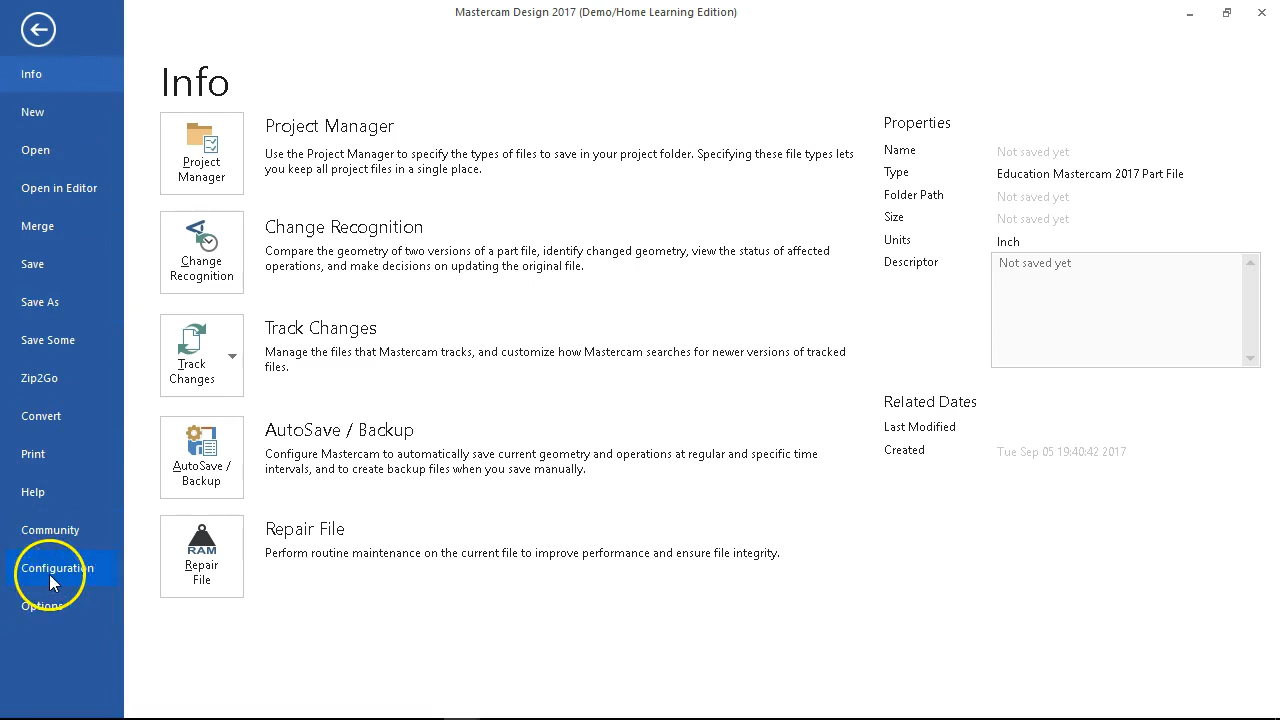 Mastercam Design 2017 (Demo/Home Learning Edition)
Info
New
Open
Open in Editor
Merge
Save
Save As
Save Some
Zip2Go
Convert
Print
Help
Community
Configuration
Options
Info
Project
Manager
Project Manager
Use the Project Manager to specify the types of files to save in your project folder. Specifying these file types lets
you keep all project files in a single place.
Change
Recognition
Change Recognition
Compare the geometry of two versions of a part file, identify changed geometry, view the status of affected
operations, and make decisions on updating the original file.
Track
Changes
Track Changes
Manage the files that Mastercam tracks, and customize how Mastercam searches for newer versions of tracked
files.
AutoSave /
Backup
AutoSave / Backup
Configure Mastercam to automatically save current geometry and operations at regular and specific time
intervals, and to create backup files when you save manually.
RAM
Repair
File
Repair File
Perform routine maintenance on the current file to improve performance and ensure file integrity.
Properties
Name Not saved yet
Type Education Mastercam 2017 Part File
Folder Path Not saved yet
Size Not saved yet
Units Inch
Descriptor Not saved yet
Related Dates
Last Modified
Created Tue Sep 05 19:40:42 2017